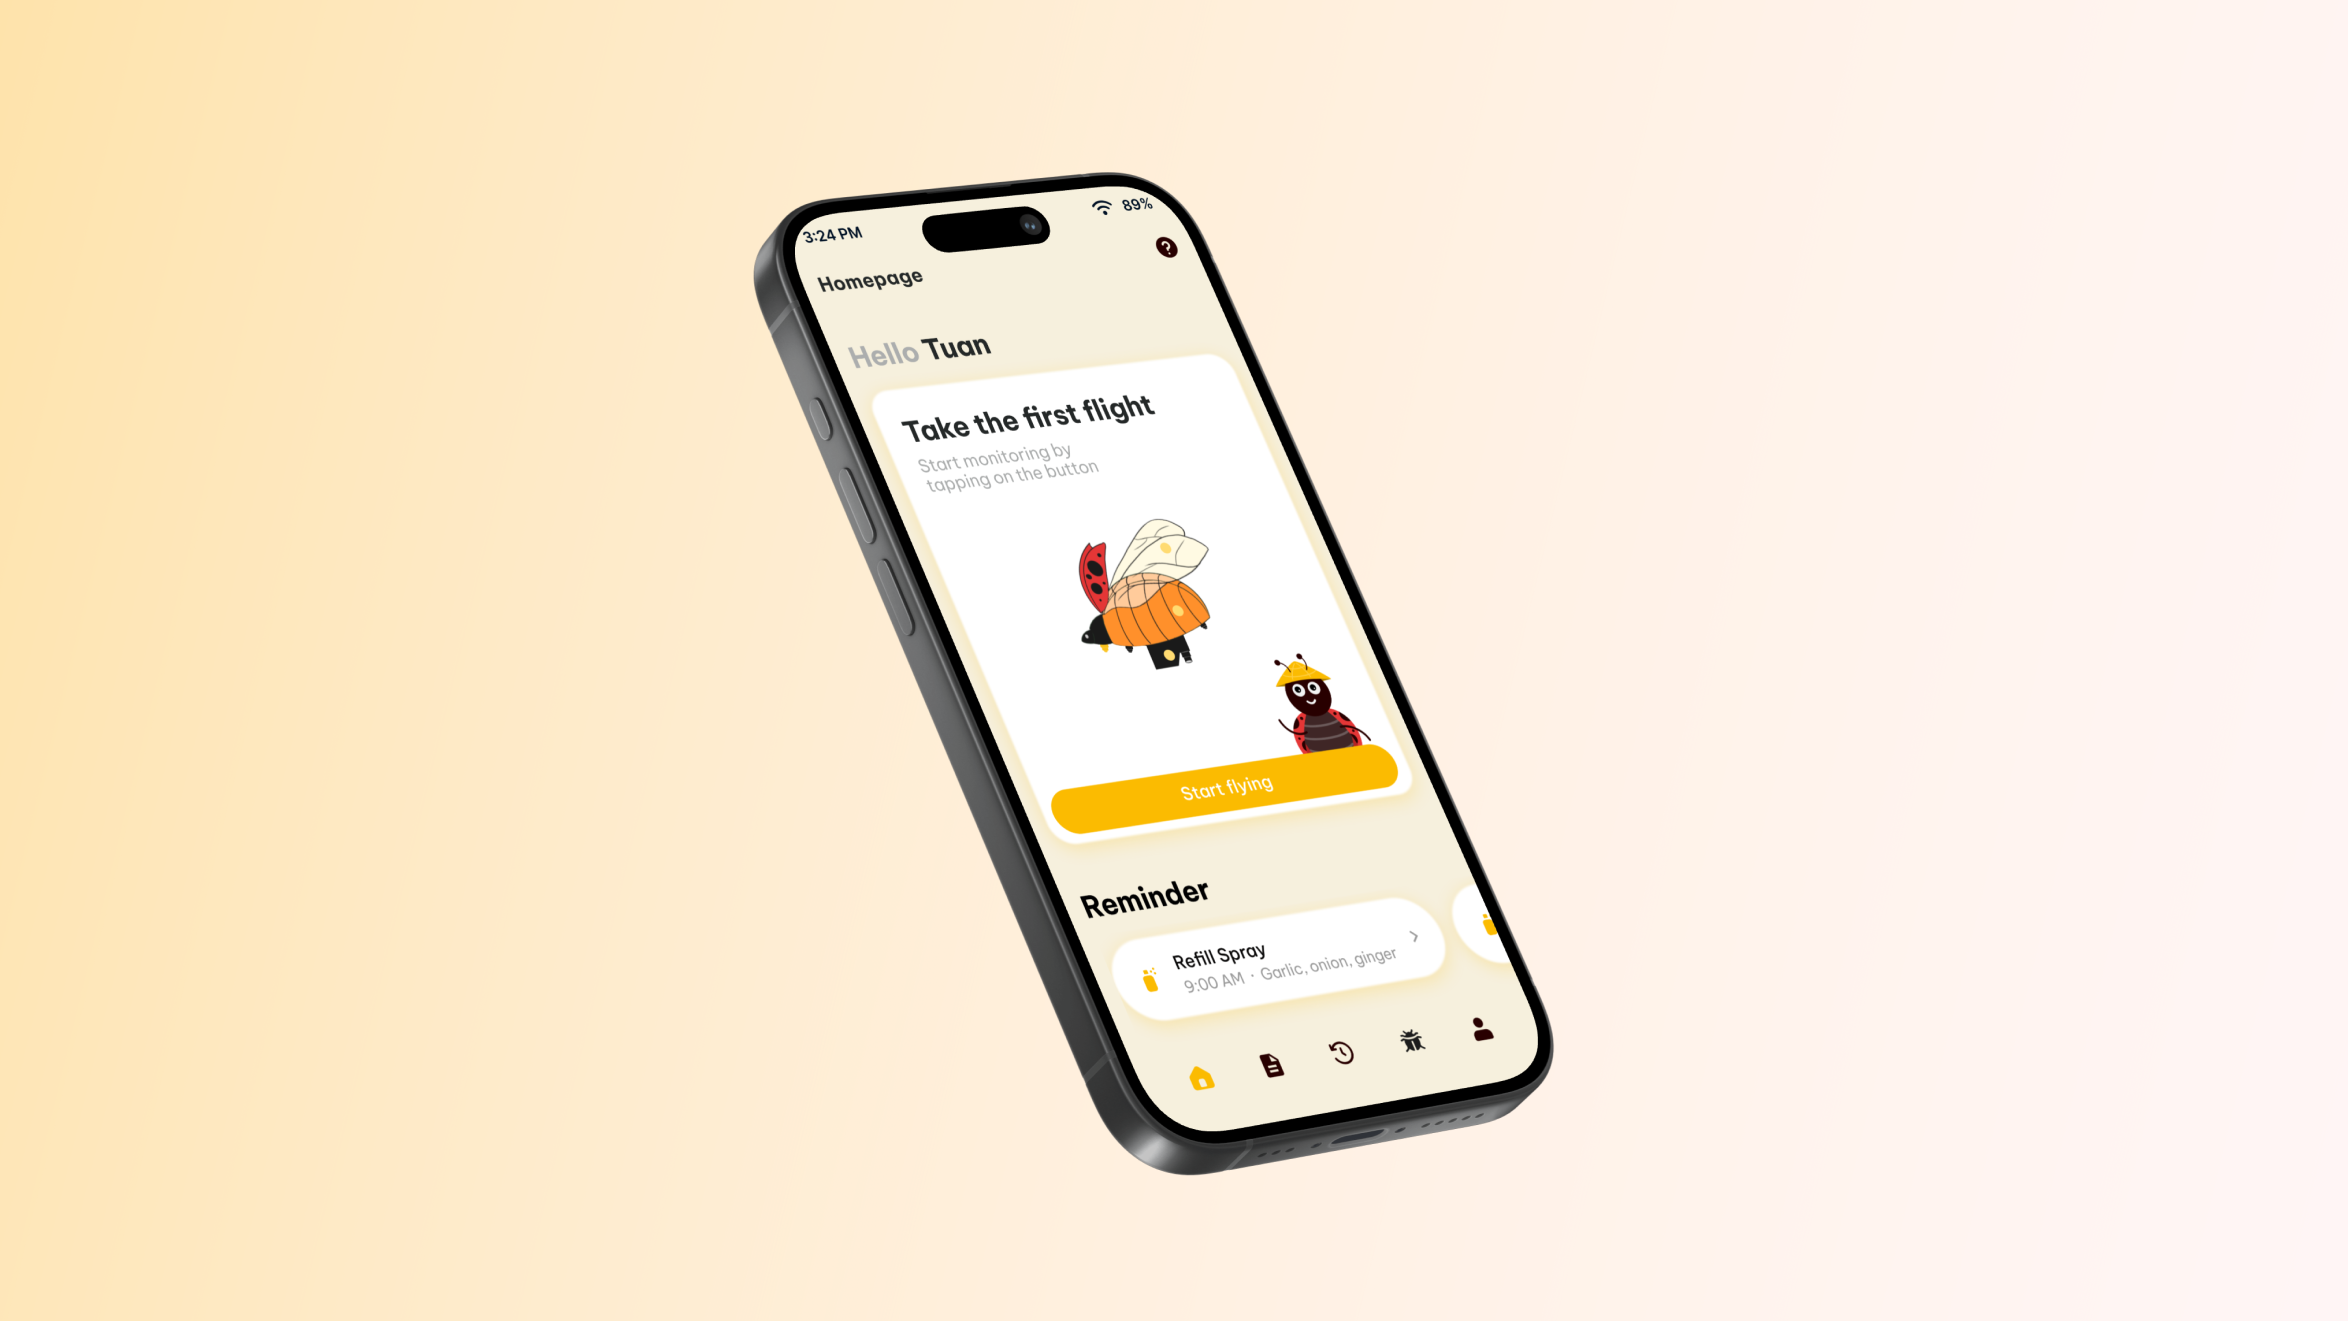 3:24 PM
89%
?
Homepage
Hello Tuan
Take the first flight
Start monitoring by
tapping on the button
Start flying
Reminder
Refill Spray
9:00 AM · Garlic, onion, ginger